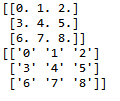 [[0. 1. 2.]
 [3. 4. 5.]
 [6. 7. 8.]]
[['0' '1' '2']
 ['3' '4' '5']
 ['6' '7' '8']]